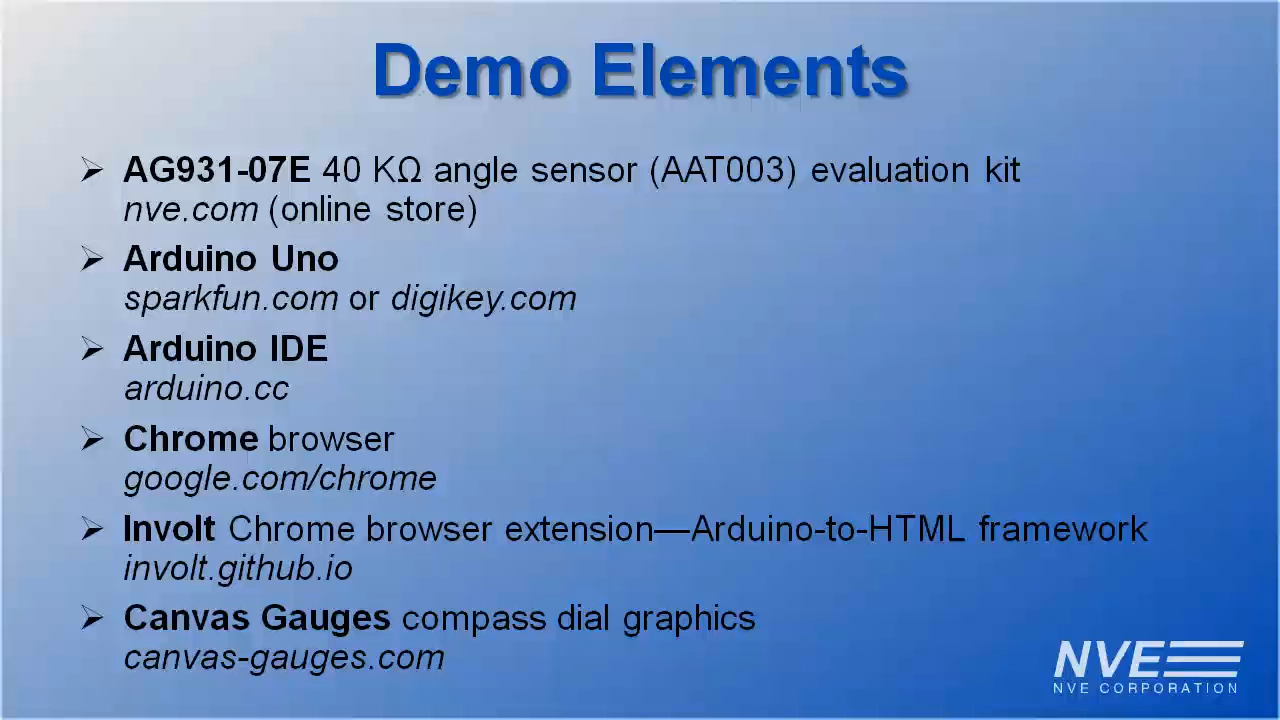 Demo Elements
AG931-07E 40 KΩ angle sensor (AAT003) evaluation kit
nve.com (online store)
Arduino Uno
sparkfun.com or digikey.com
Arduino IDE
arduino.cc
Chrome browser
google.com/chrome
Involt Chrome browser extension—Arduino-to-HTML framework
involt.github.io
Canvas Gauges compass dial graphics
canvas-gauges.com
NVE
NVE CORPORATION